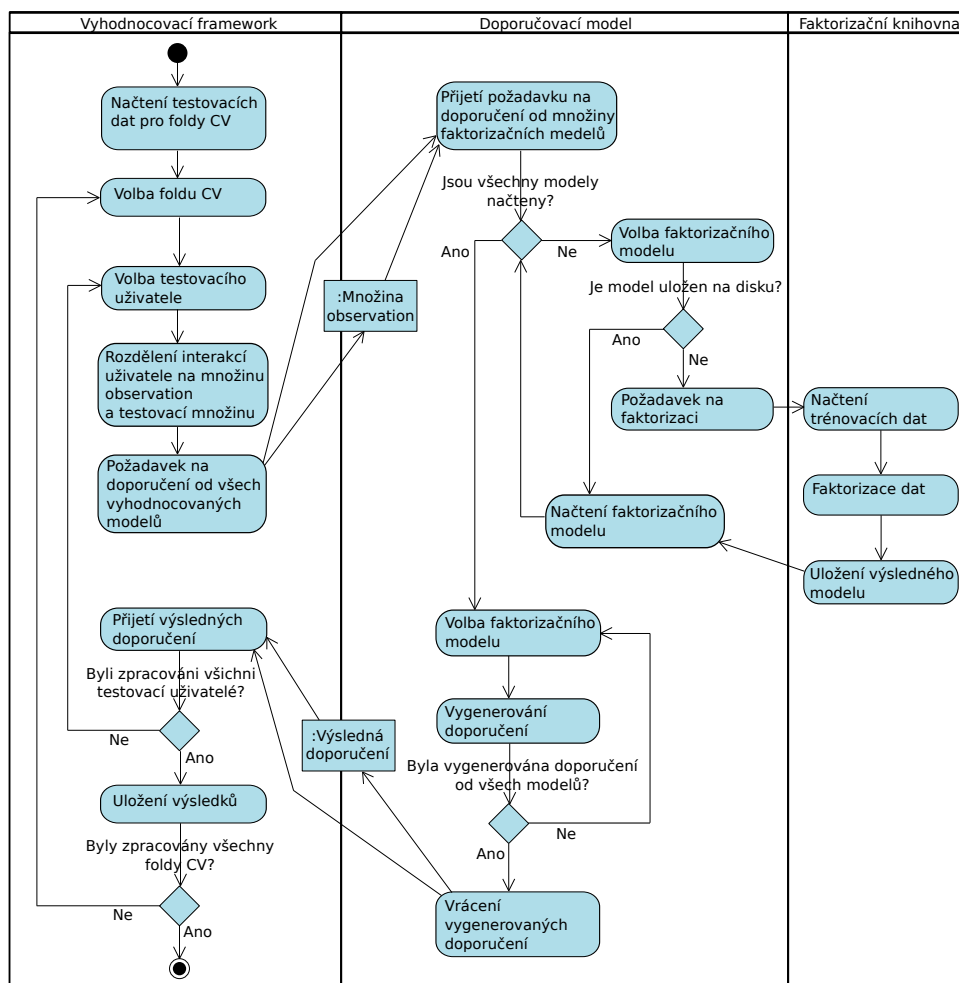 Vyhodnocovací framework
Načtení testovacích
dat pro foldy CV
Volba foldu CV
Volba testovacího
uživatele
Rozdělení interakcí
uživatele na množinu
observation
a testovací množinu
Požadavek na
doporučení od všech
vyhodnocovaných
modelů
Přijetí výsledných
doporučení
Byli zpracováni všichni
testovací uživatelé?
Ne
Ano
Uložení výsledků
Byly zpracovány všechny
foldy CV?
Ne
Ano
:Množina
observation
:Výsledná
doporučení
Doporučovací model
Přijetí požadavku na
doporučení od množiny
faktorizačních medelů
Jsou všechny modely
načteny?
Ano
Ne
Volba faktorizačního
modelu
Je model uložen na disku?
Ano
Ne
Požadavek na
faktorizaci
Načtení faktorizačního
modelu
Volba faktorizačního
modelu
Vygenerování
doporučení
Byla vygenerována doporučení
od všech modelů?
Ne
Ano
Vrácení
vygenerovaných
doporučení
Faktorizační knihovna
Načtení
trénovacích dat
Faktorizace dat
Uložení výsledného
modelu